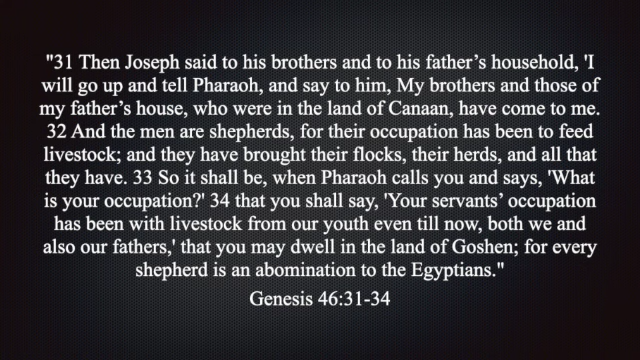 "31 Then Joseph said to his brothers and to his father’s household, 'I
will go up and tell Pharaoh, and say to him, My brothers and those of
my father’s house, who were in the land of Canaan, have come to me.
32 And the men are shepherds, for their occupation has been to feed
livestock; and they have brought their flocks, their herds, and all that
they have. 33 So it shall be, when Pharaoh calls you and says, 'What
is your occupation?' 34 that you shall say, 'Your servants’ occupation
has been with livestock from our youth even till now, both we and
also our fathers,' that you may dwell in the land of Goshen; for every
shepherd is an abomination to the Egyptians."
Genesis 46:31-34